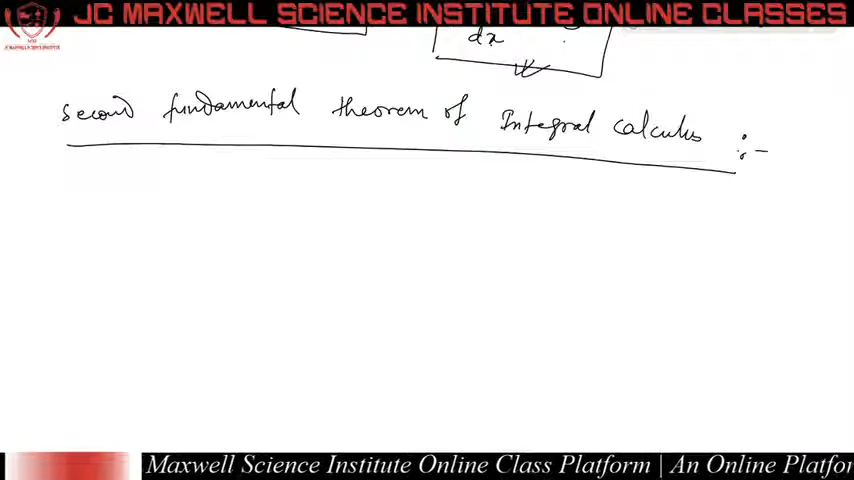 JC MAXWELL SCIENCE INSTITUTE ONLINE CLASSES
dx
second fundamental theorem of Integral calculus :-
Maxwell Science Institute Online Class Platform | An Online Platfor